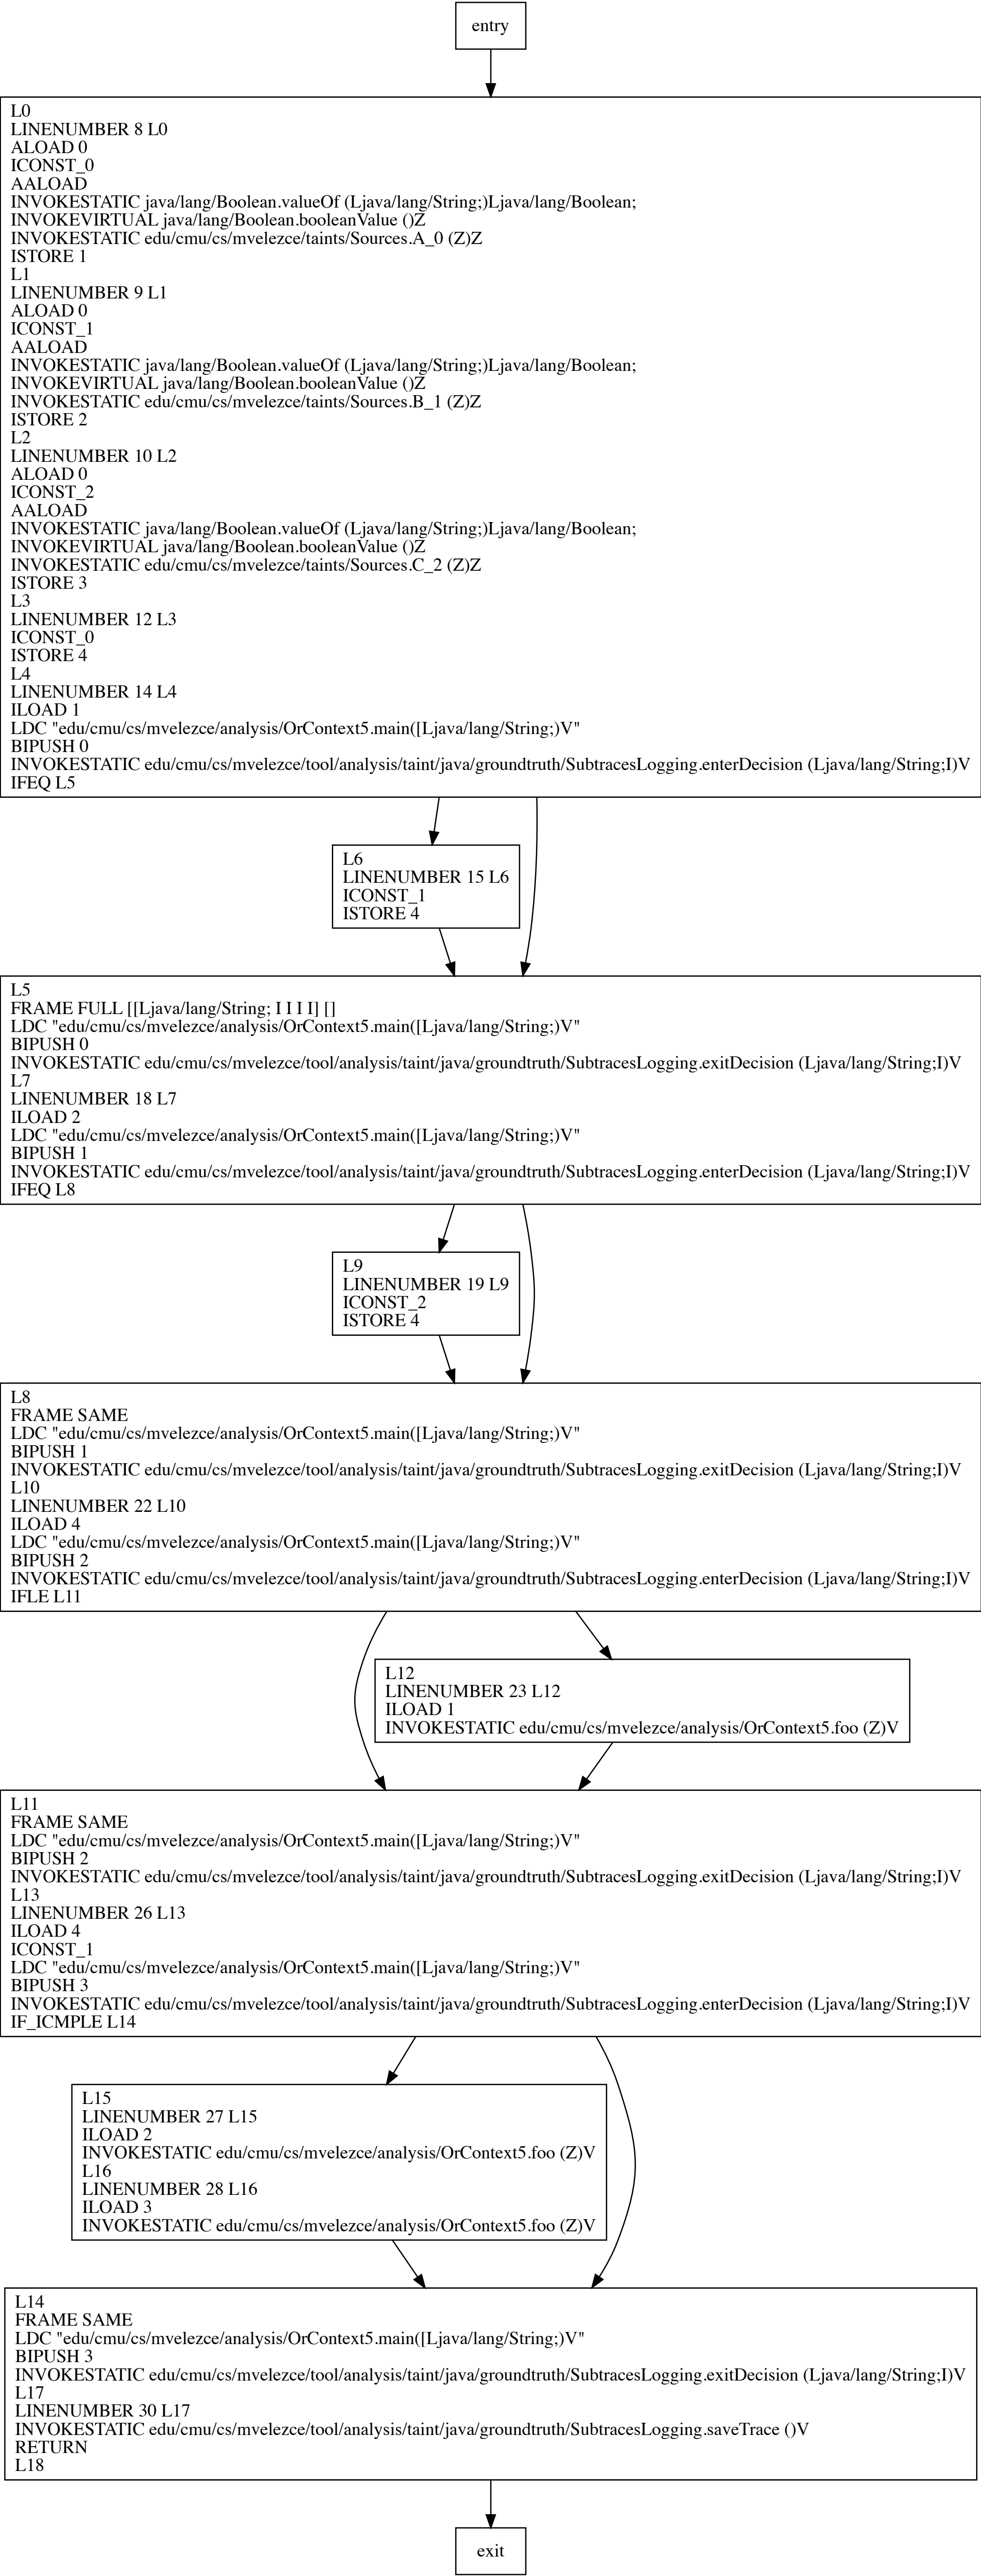 entry
L0
LINENUMBER 8 L0
ALOAD 0
ICONST_0
AALOAD
INVOKESTATIC java/lang/Boolean.valueOf (Ljava/lang/String;)Ljava/lang/Boolean;
INVOKEVIRTUAL java/lang/Boolean.booleanValue ()Z
INVOKESTATIC edu/cmu/cs/mvelezce/taints/Sources.A_0 (Z)Z
ISTORE 1
L1
LINENUMBER 9 L1
ALOAD 0
ICONST_1
AALOAD
INVOKESTATIC java/lang/Boolean.valueOf (Ljava/lang/String;)Ljava/lang/Boolean;
INVOKEVIRTUAL java/lang/Boolean.booleanValue ()Z
INVOKESTATIC edu/cmu/cs/mvelezce/taints/Sources.B_1 (Z)Z
ISTORE 2
L2
LINENUMBER 10 L2
ALOAD 0
ICONST_2
AALOAD
INVOKESTATIC java/lang/Boolean.valueOf (Ljava/lang/String;)Ljava/lang/Boolean;
INVOKEVIRTUAL java/lang/Boolean.booleanValue ()Z
INVOKESTATIC edu/cmu/cs/mvelezce/taints/Sources.C_2 (Z)Z
ISTORE 3
L3
LINENUMBER 12 L3
ICONST_0
ISTORE 4
L4
LINENUMBER 14 L4
ILOAD 1
LDC "edu/cmu/cs/mvelezce/analysis/OrContext5.main([Ljava/lang/String;)V"
BIPUSH 0
INVOKESTATIC edu/cmu/cs/mvelezce/tool/analysis/taint/java/groundtruth/SubtracesLogging.enterDecision (Ljava/lang/String;I)V
IFEQ L5
L6
LINENUMBER 15 L6
ICONST_1
ISTORE 4
L5
FRAME FULL [[Ljava/lang/String; I I I I] []
LDC "edu/cmu/cs/mvelezce/analysis/OrContext5.main([Ljava/lang/String;)V"
BIPUSH 0
INVOKESTATIC edu/cmu/cs/mvelezce/tool/analysis/taint/java/groundtruth/SubtracesLogging.exitDecision (Ljava/lang/String;I)V
L7
LINENUMBER 18 L7
ILOAD 2
LDC "edu/cmu/cs/mvelezce/analysis/OrContext5.main([Ljava/lang/String;)V"
BIPUSH 1
INVOKESTATIC edu/cmu/cs/mvelezce/tool/analysis/taint/java/groundtruth/SubtracesLogging.enterDecision (Ljava/lang/String;I)V
IFEQ L8
L9
LINENUMBER 19 L9
ICONST_2
ISTORE 4
L8
FRAME SAME
LDC "edu/cmu/cs/mvelezce/analysis/OrContext5.main([Ljava/lang/String;)V"
BIPUSH 1
INVOKESTATIC edu/cmu/cs/mvelezce/tool/analysis/taint/java/groundtruth/SubtracesLogging.exitDecision (Ljava/lang/String;I)V
L10
LINENUMBER 22 L10
ILOAD 4
LDC "edu/cmu/cs/mvelezce/analysis/OrContext5.main([Ljava/lang/String;)V"
BIPUSH 2
INVOKESTATIC edu/cmu/cs/mvelezce/tool/analysis/taint/java/groundtruth/SubtracesLogging.enterDecision (Ljava/lang/String;I)V
IFLE L11
L12
LINENUMBER 23 L12
ILOAD 1
INVOKESTATIC edu/cmu/cs/mvelezce/analysis/OrContext5.foo (Z)V
L11
FRAME SAME
LDC "edu/cmu/cs/mvelezce/analysis/OrContext5.main([Ljava/lang/String;)V"
BIPUSH 2
INVOKESTATIC edu/cmu/cs/mvelezce/tool/analysis/taint/java/groundtruth/SubtracesLogging.exitDecision (Ljava/lang/String;I)V
L13
LINENUMBER 26 L13
ILOAD 4
ICONST_1
LDC "edu/cmu/cs/mvelezce/analysis/OrContext5.main([Ljava/lang/String;)V"
BIPUSH 3
INVOKESTATIC edu/cmu/cs/mvelezce/tool/analysis/taint/java/groundtruth/SubtracesLogging.enterDecision (Ljava/lang/String;I)V
IF_ICMPLE L14
L15
LINENUMBER 27 L15
ILOAD 2
INVOKESTATIC edu/cmu/cs/mvelezce/analysis/OrContext5.foo (Z)V
L16
LINENUMBER 28 L16
ILOAD 3
INVOKESTATIC edu/cmu/cs/mvelezce/analysis/OrContext5.foo (Z)V
L14
FRAME SAME
LDC "edu/cmu/cs/mvelezce/analysis/OrContext5.main([Ljava/lang/String;)V"
BIPUSH 3
INVOKESTATIC edu/cmu/cs/mvelezce/tool/analysis/taint/java/groundtruth/SubtracesLogging.exitDecision (Ljava/lang/String;I)V
L17
LINENUMBER 30 L17
INVOKESTATIC edu/cmu/cs/mvelezce/tool/analysis/taint/java/groundtruth/SubtracesLogging.saveTrace ()V
RETURN
L18
exit